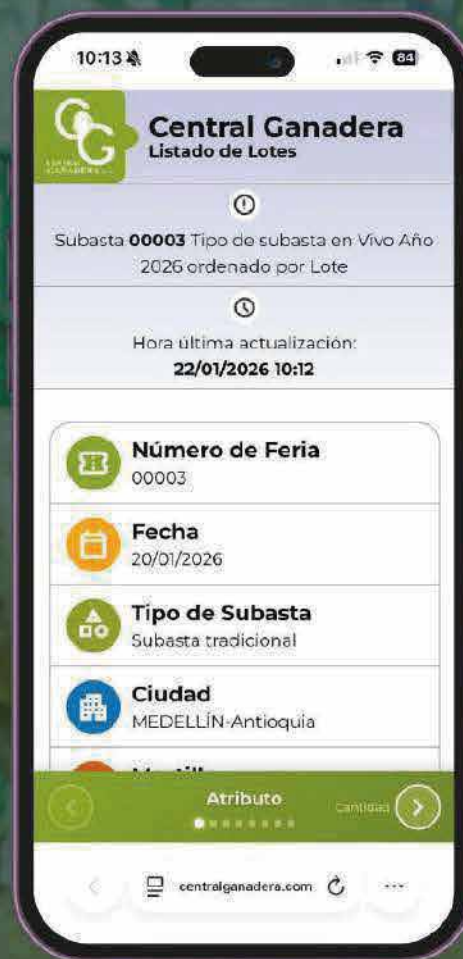 10:13
84
CG
Central Ganadera
Listado de Lotes
Subasta 00003 Tipo de subasta en Vivo Año
2026 ordenado por Lote
Hora última actualización:
22/01/2026 10:12
Número de Feria
00003
Fecha
20/01/2026
Tipo de Subasta
Subasta tradicional
Ciudad
MEDELLÍN-Antioquia
Atributo
Cantidad
centralganadera.com